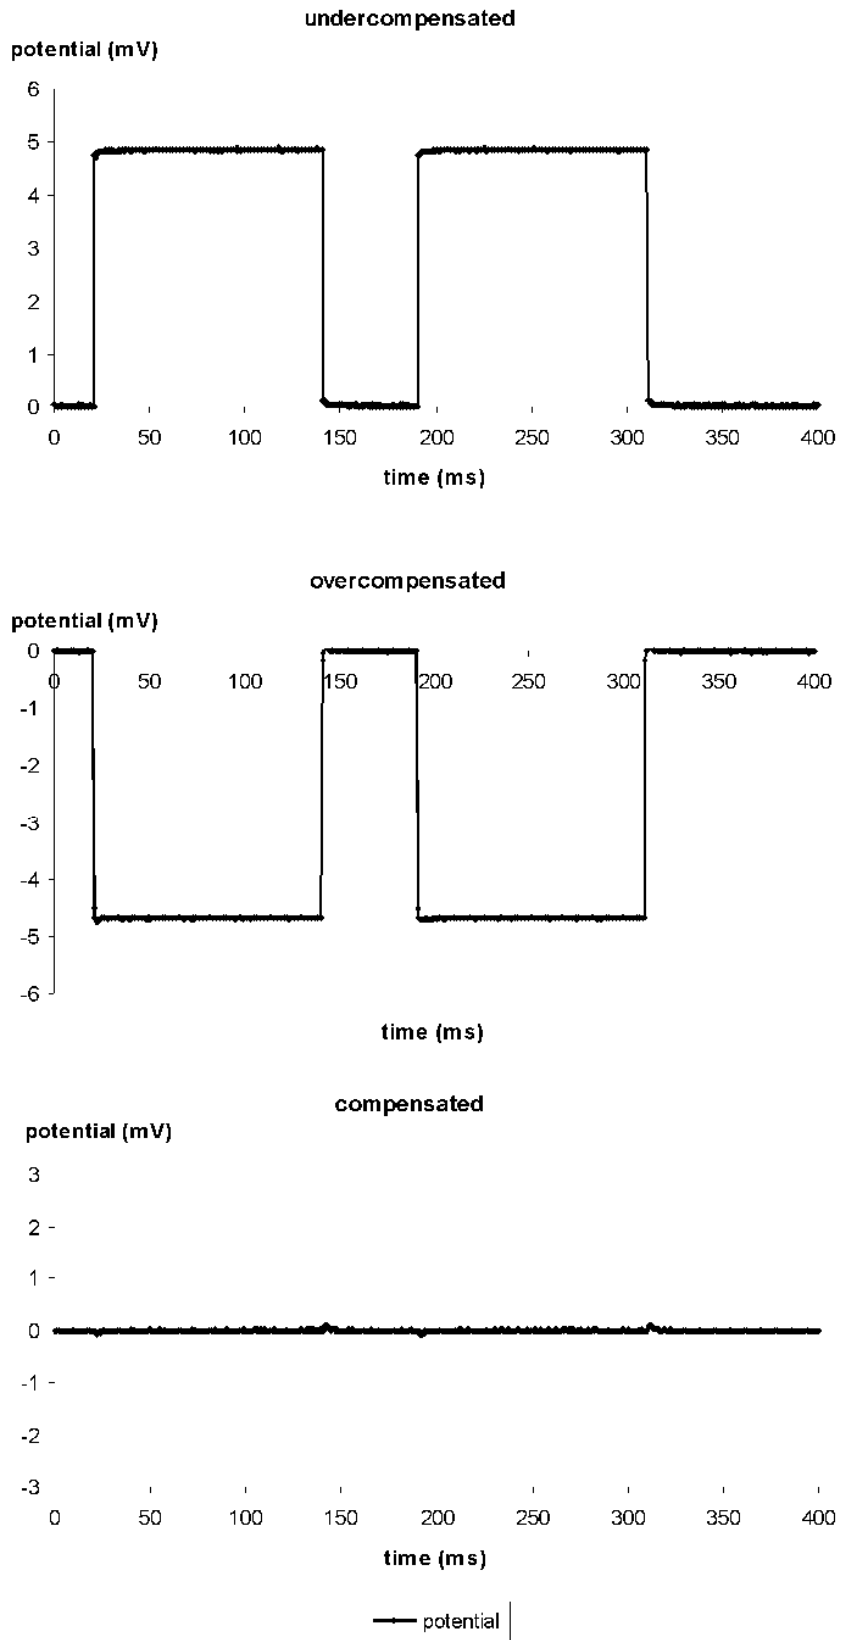 undercompensated
potential (mV)
6
5
4
3
2
1
0
0 50 100 150 200 250 300 350 400
time (ms)
overcompensated
potential (mV)
0
0 50 100 150 200 250 300 350 400
-1
-2
-3
-4
-5
-6
time (ms)
compensated
potential (mV)
3
2
1
0
-1
-2
-3
0 50 100 150 200 250 300 350 400
time (ms)
potential